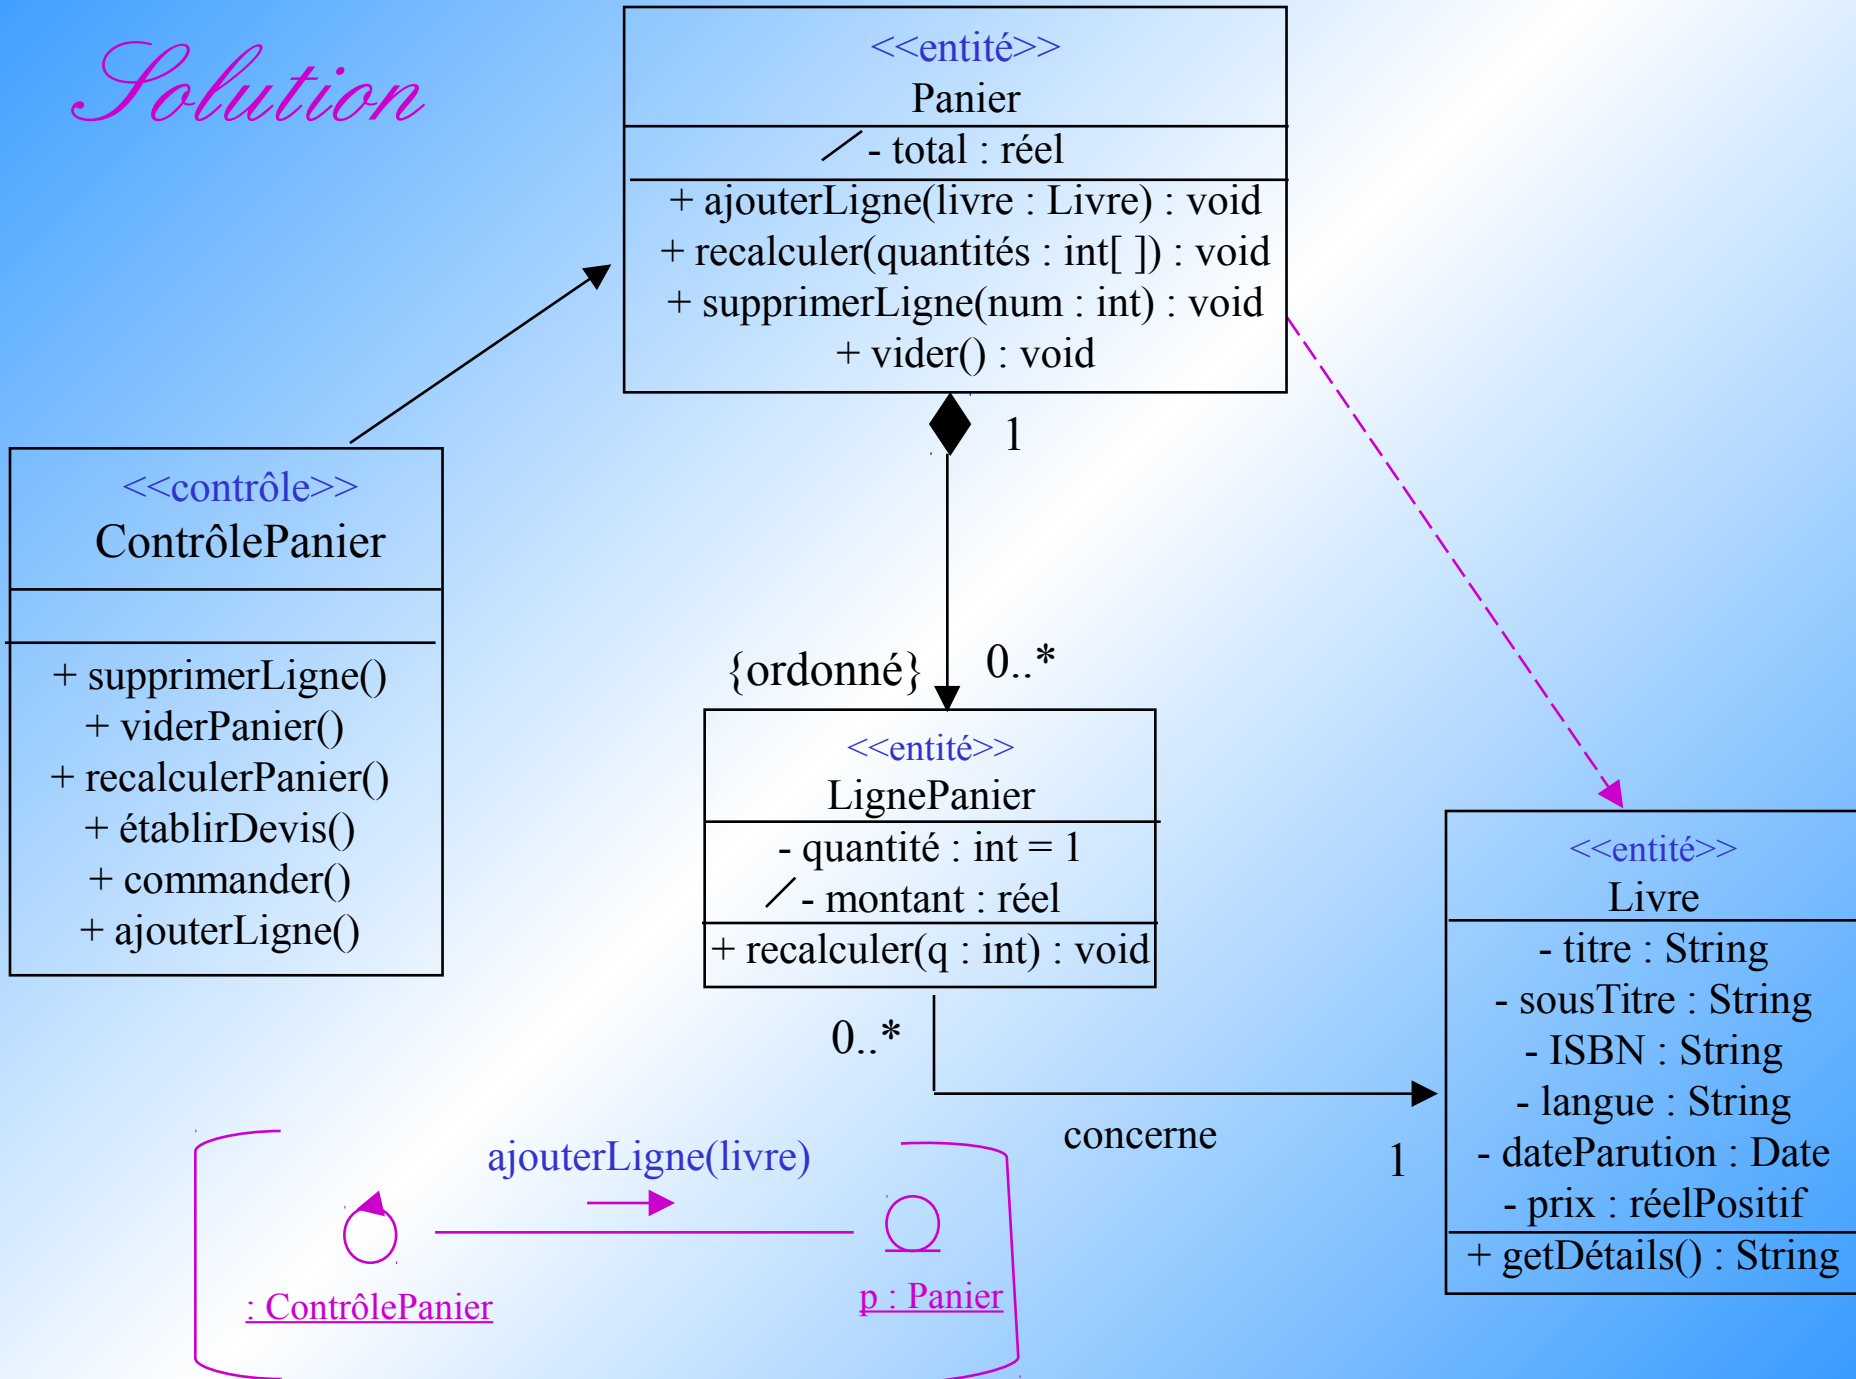 Solution
<<entité>>
Panier
- total : réel
+ ajouterLigne(livre : Livre) : void
+ recalculer(quantités : int[ ]) : void
+ supprimerLigne(num : int) : void
+ vider() : void
1
<<contrôle>>
ContrôlePanier
+ supprimerLigne()
+ viderPanier()
+ recalculerPanier()
+ établirDevis()
+ commander()
+ ajouterLigne()
{ordonné}
0..*
<<entité>>
LignePanier
- quantité : int = 1
- montant : réel
+ recalculer(q : int) : void
0..*
concerne
1
<<entité>>
Livre
- titre : String
- sousTitre : String
- ISBN : String
- langue : String
- dateParution : Date
- prix : réelPositif
+ getDétails() : String
ajouterLigne(livre)
: ContrôlePanier
p : Panier